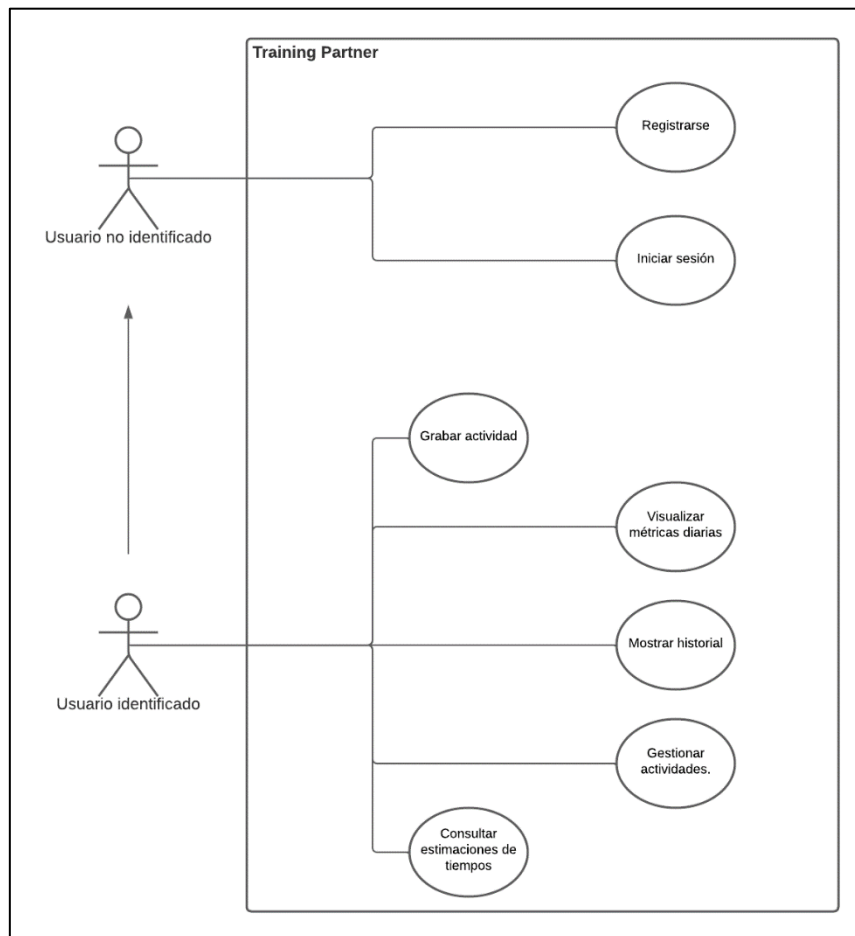 Training Partner
Registrarse
Usuario no identificado
Iniciar sesión
Grabar actividad
Visualizar
métricas diarias
Mostrar historial
Usuario identificado
Gestionar
actividades.
Consultar
estimaciones de
tiempos